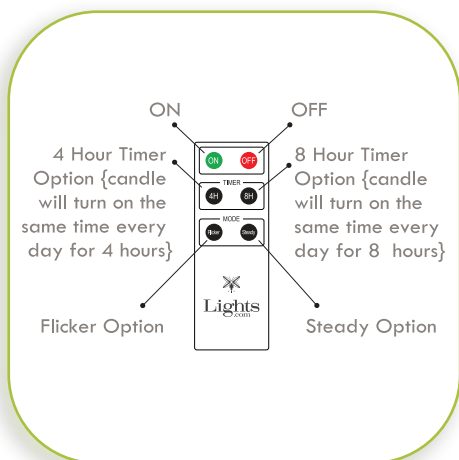 ON
OFF
4 Hour Timer
Option {candle
will turn on the
same time every
day for 4 hours}
8 Hour Timer
Option {candle
will turn on the
same time every
day for 8 hours}
ON
OFF
TIMER
4H
8H
MODE
Flicker
Steady
Lights
.com
Flicker Option
Steady Option